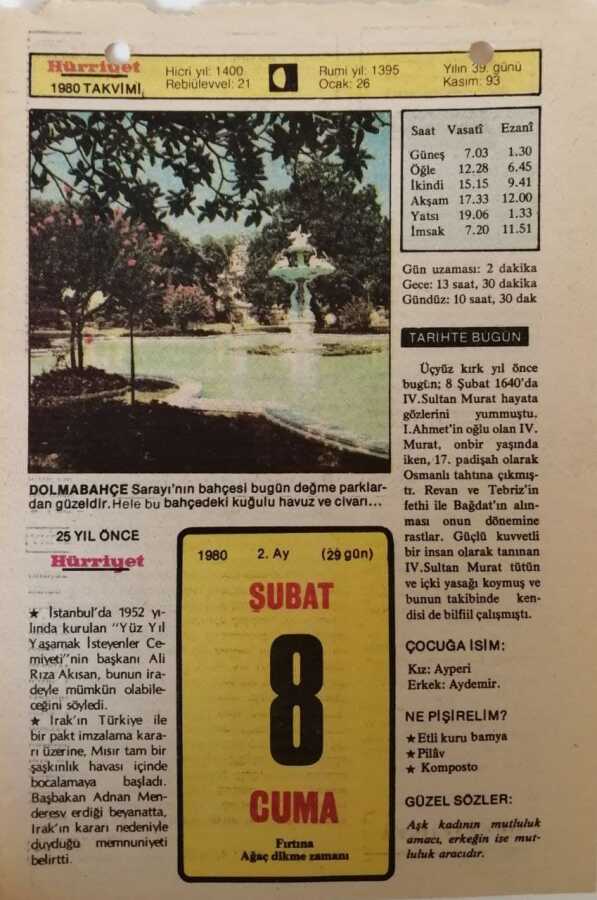 Hürriyet
1980 TAKVİMİ
Hicri yıl: 1400
Rebiülevvel: 21
Rumi yıl: 1395
Ocak: 26
Yılın 39. günü
Kasım: 93
Saat Vasatî Ezanî
Güneş 7.03 1.30
Öğle 12.28 6.45
İkindi 15.15 9.41
Akşam 17.33 12.00
Yatsı 19.06 1.33
İmsak 7.20 11.51
Gün uzaması: 2 dakika
Gece: 13 saat, 30 dakika
Gündüz: 10 saat, 30 dak
TARİHTE BUGÜN
Üçyüz kırk yıl önce
bugün; 8 Şubat 1640'da
IV.Sultan Murat hayata
gözlerini yummuştu.
I.Ahmet'in oğlu olan IV.
Murat, onbir yaşında
iken, 17. padişah olarak
Osmanlı tahtına çıkmış-
tı. Revan ve Tebriz'in
fethi ile Bağdat'ın alın-
ması onun dönemine
rastlar. Güçlü kuvvetli
bir insan olarak tanınan
IV.Sultan Murat tütün
ve içki yasağı koymuş ve
bunun takibinde ken-
disi de bilfiil çalışmıştı.
DOLMABAHÇE Sarayı'nın bahçesi bugün değme parklar-
dan güzeldir. Hele bu bahçedeki kuğulu havuz ve civarı...
25 YIL ÖNCE
Hürriyet
★ İstanbul'da 1952 yı-
lında kurulan "Yüz Yıl
Yaşamak İsteyenler Ce-
miyeti"nin başkanı Ali
Rıza Akısan, bunun ira-
deyle mümkün olabile-
ceğini söyledi.
★ Irak'ın Türkiye ile
bir pakt imzalama kara-
rı üzerine, Mısır tam bir
şaşkınlık havası içinde
bocalamaya başladı.
Başbakan Adnan Men-
deresv erdiği beyanatta,
Irak'ın kararı nedeniyle
duyduğu memnuniyeti
belirtti.
1980 2. Ay (29 gün)
ŞUBAT
8
CUMA
Fırtına
Ağaç dikme zamanı
ÇOCUĞA İSİM:
Kız: Ayperi
Erkek: Aydemir.
NE PİŞİRELİM?
★ Etli kuru bamya
★ Pilâv
★ Komposto
GÜZEL SÖZLER:
Aşk kadının mutluluk
amacı, erkeğin ise mut-
luluk aracıdır.